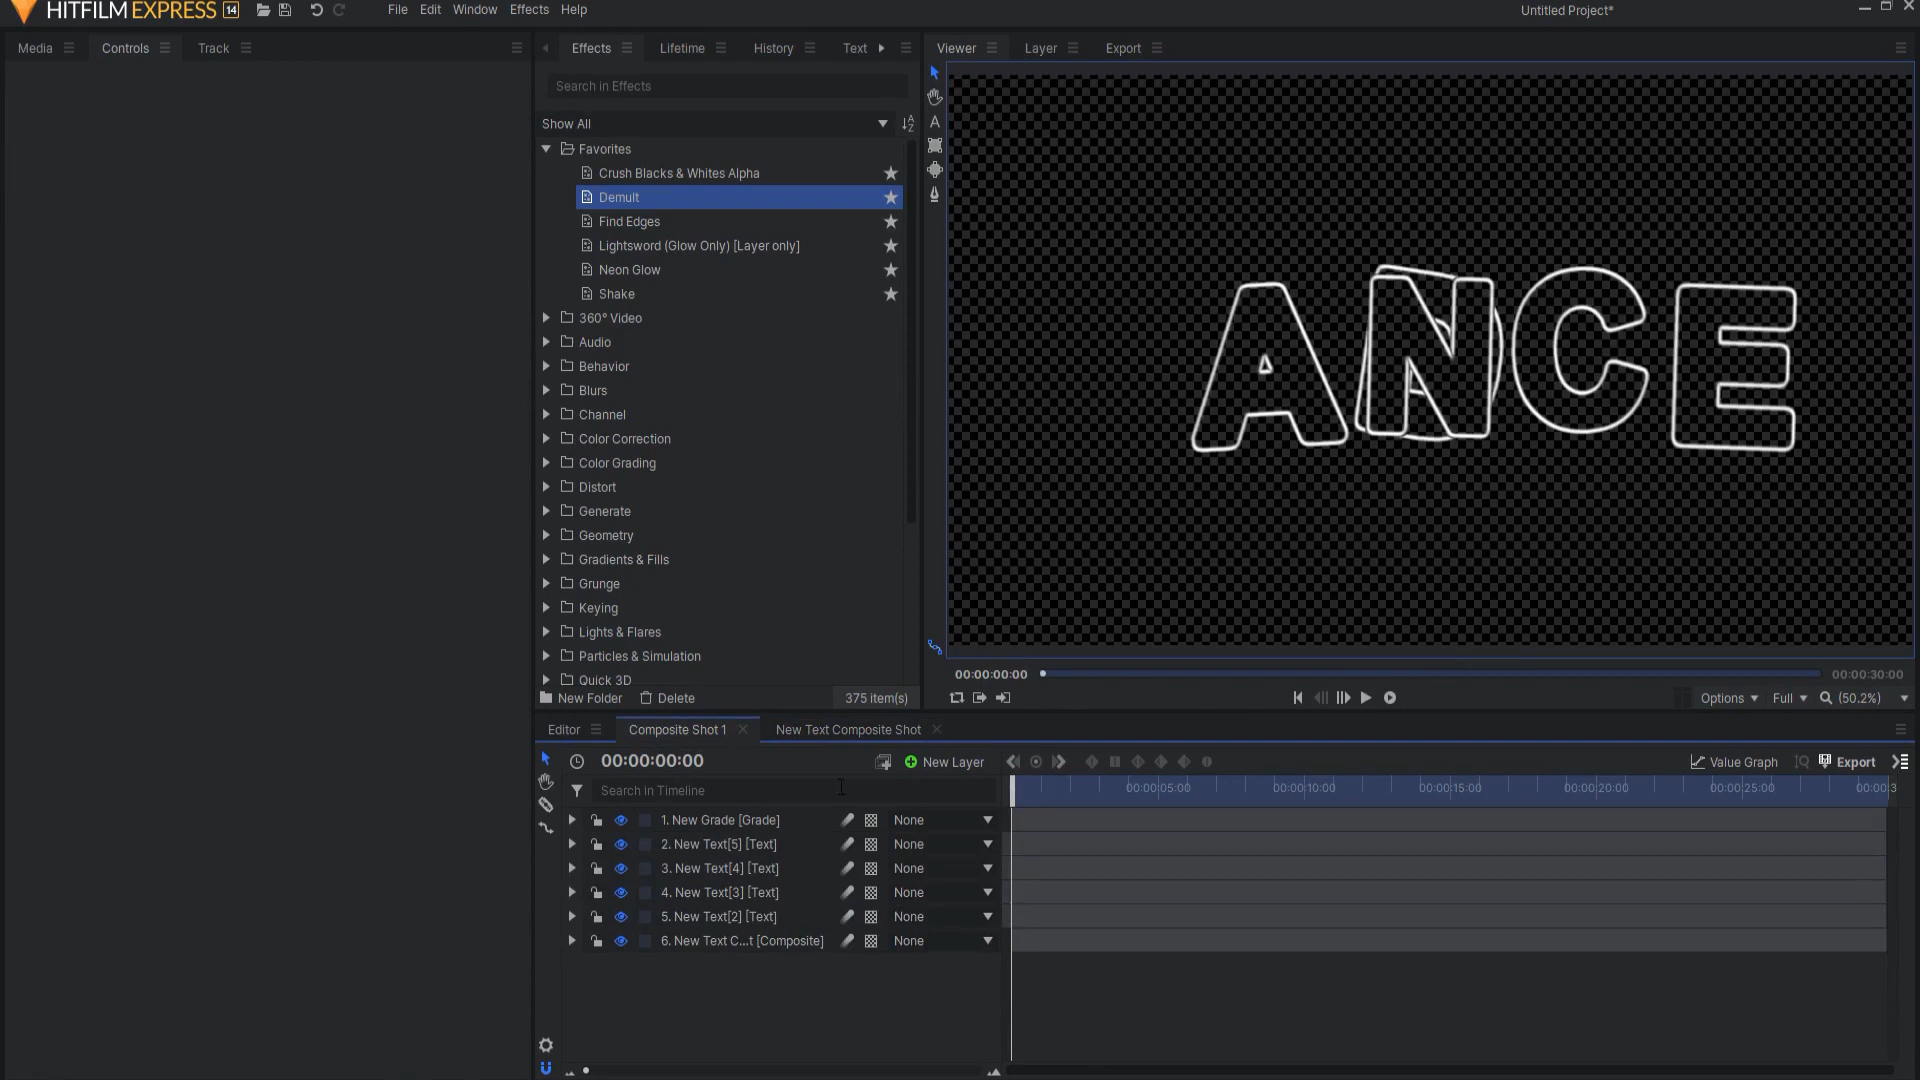 HITFILM EXPRESS 14
File Edit Window Effects Help
Untitled Project*
Media
Controls
Track
Effects
Lifetime
History
Text
Viewer
Layer
Export
Search in Effects
Show All
Favorites
Crush Blacks & Whites Alpha
Demult
Find Edges
Lightsword (Glow Only) [Layer only]
Neon Glow
Shake
360° Video
Audio
Behavior
Blurs
Channel
Color Correction
Color Grading
Distort
Generate
Geometry
Gradients & Fills
Grunge
Keying
Lights & Flares
Particles & Simulation
Quick 3D
New Folder
Delete
375 item(s)
A
ANCE
00:00:00:00
00:00:30:00
Options
Full
(50.2%)
Editor
Composite Shot 1
New Text Composite Shot
00:00:00:00
New Layer
Value Graph
Export
Search in Timeline
00:00:05:00
00:00:10:00
00:00:15:00
00:00:20:00
00:00:25:00
00:00:3
1. New Grade [Grade]
None
2. New Text[5] [Text]
None
3. New Text[4] [Text]
None
4. New Text[3] [Text]
None
5. New Text[2] [Text]
None
6. New Text C...t [Composite]
None